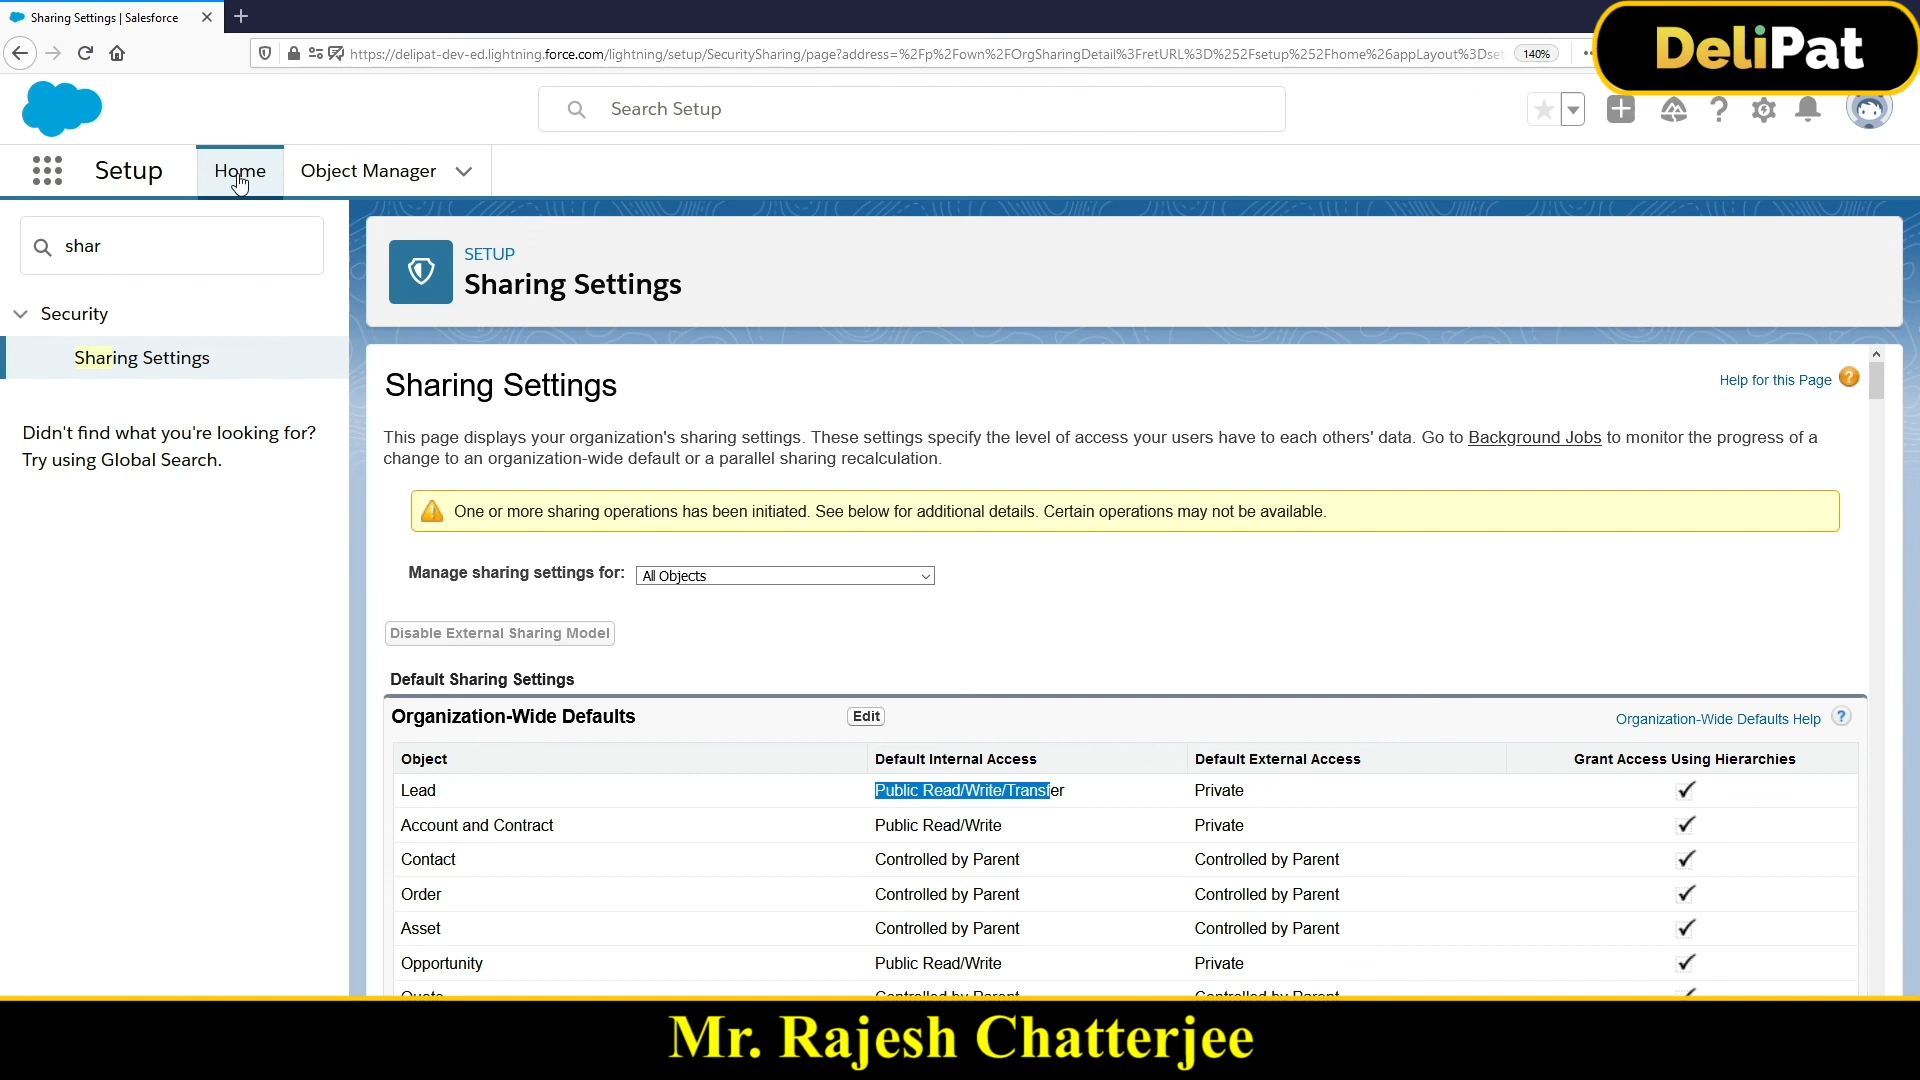 Sharing Settings | Salesforce
https://delipat-dev-ed.lightning.force.com/lightning/setup/SecuritySharing/page?address=%2Fp%2Fown%2FOrgSharingDetail%3FretURL%3D%252Fsetup%252Fhome%26appLayout%3Dset
140%
DeliPat
Search Setup
Setup
Home
Object Manager
shar
Security
Sharing Settings
Didn't find what you're looking for?
Try using Global Search.
SETUP
Sharing Settings
Sharing Settings
Help for this Page
This page displays your organization's sharing settings. These settings specify the level of access your users have to each others' data. Go to Background Jobs to monitor the progress of a
change to an organization-wide default or a parallel sharing recalculation.
One or more sharing operations has been initiated. See below for additional details. Certain operations may not be available.
Manage sharing settings for: All Objects
Disable External Sharing Model
Default Sharing Settings
Organization-Wide Defaults Edit Organization-Wide Defaults Help ?
Object Default Internal Access Default External Access Grant Access Using Hierarchies
Lead Public Read/Write/Transfer Private
Account and Contract Public Read/Write Private
Contact Controlled by Parent Controlled by Parent
Order Controlled by Parent Controlled by Parent
Asset Controlled by Parent Controlled by Parent
Opportunity Public Read/Write Private
Quote Controlled by Parent Controlled by Parent
Mr. Rajesh Chatterjee